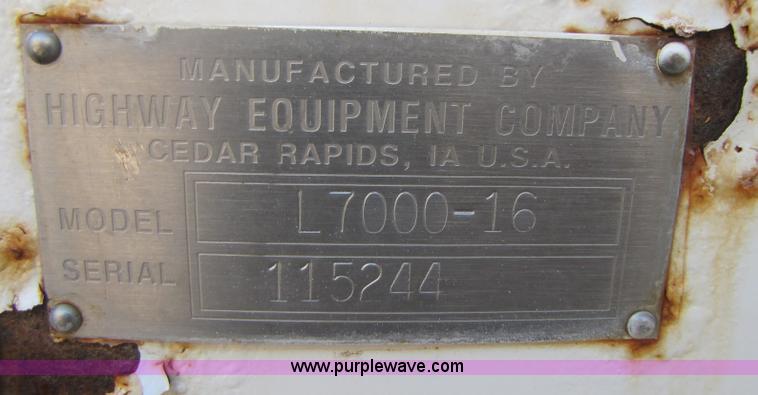 MANUFACTURED BY
HIGHWAY EQUIPMENT COMPANY
CEDAR RAPIDS, IA U.S.A.
MODEL L7000-16
SERIAL 115244
www.purplewave.com